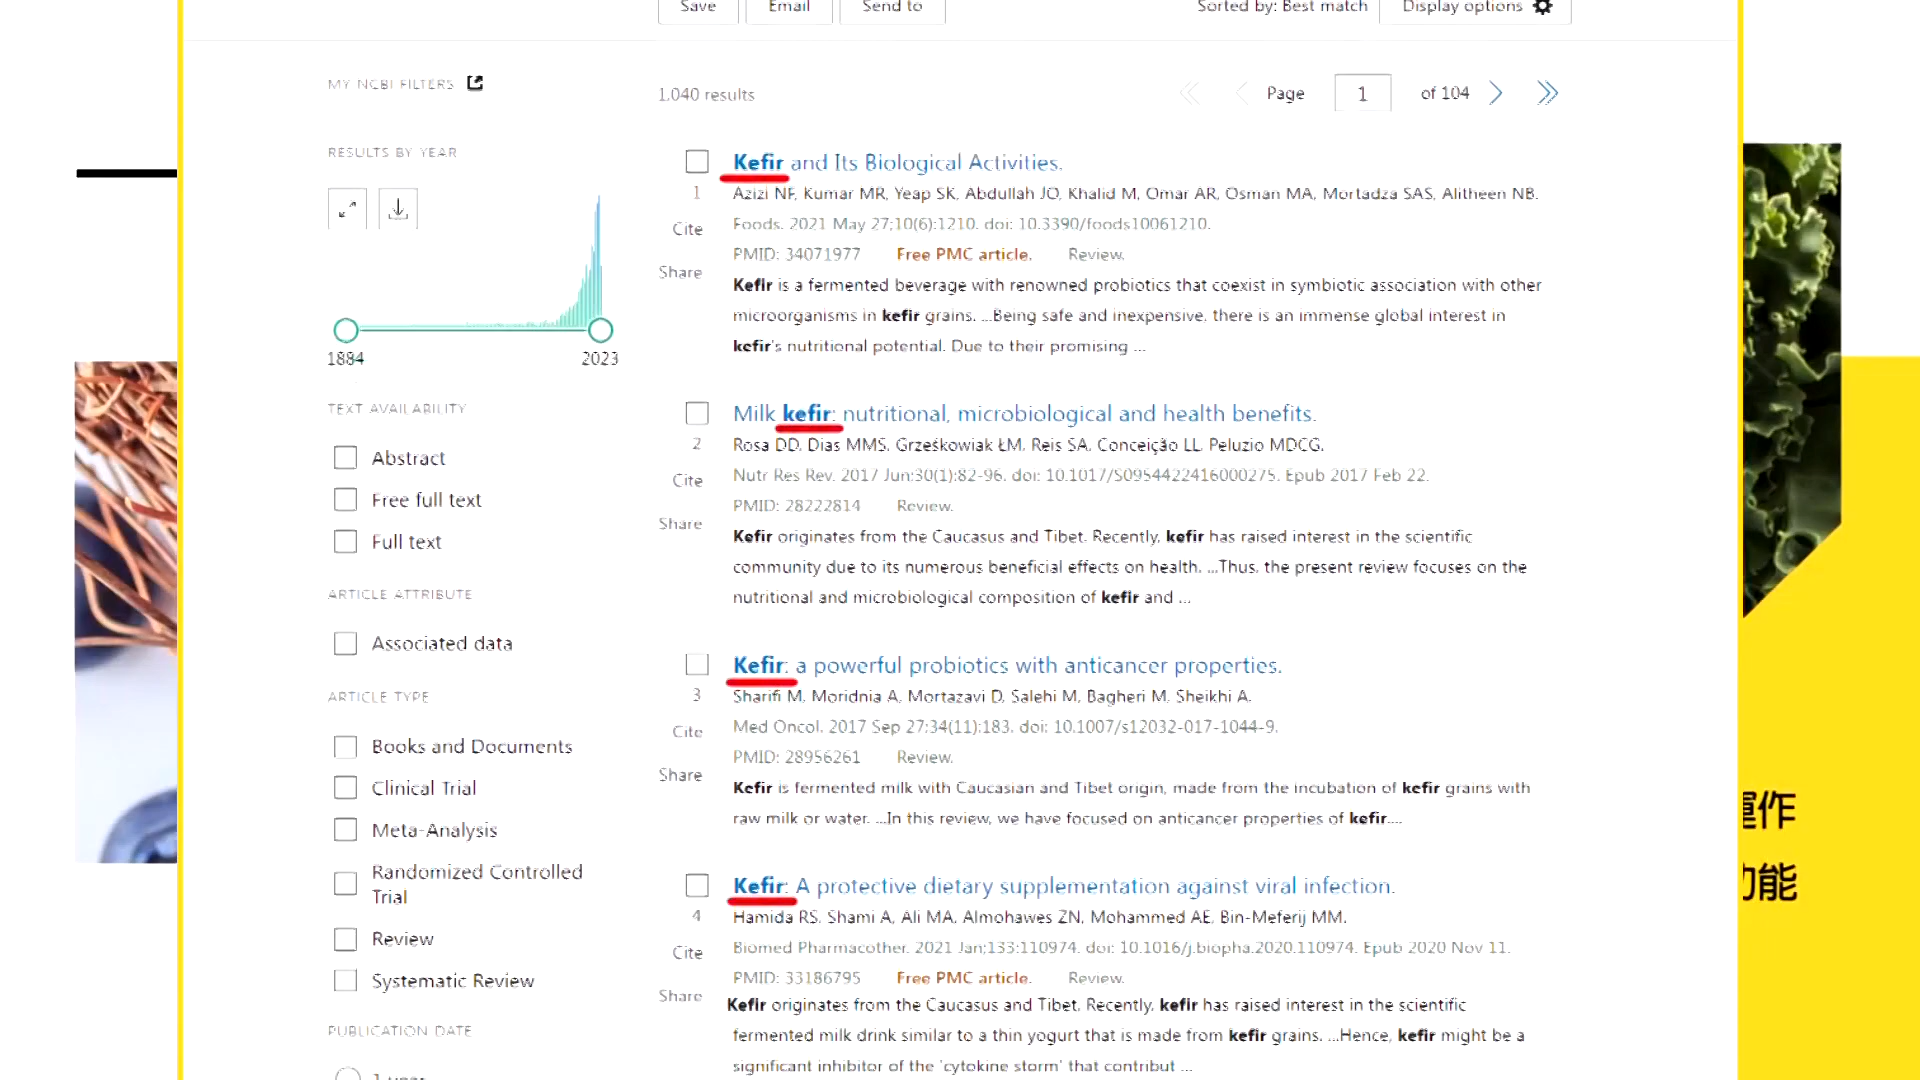 Save
Email
Send to
Sorted by: Best match
Display options
MY NCBI FILTERS
1,040 results
Page
1
of 104
RESULTS BY YEAR
1884
2023
TEXT AVAILABILITY
Abstract
Free full text
Full text
ARTICLE ATTRIBUTE
Associated data
ARTICLE TYPE
Books and Documents
Clinical Trial
Meta-Analysis
Randomized Controlled
Trial
Review
Systematic Review
PUBLICATION DATE
1 year
Kefir and Its Biological Activities.
1
Azizi NF, Kumar MR, Yeap SK, Abdullah JO, Khalid M, Omar AR, Osman MA, Mortadza SAS, Alitheen NB.
Cite
Foods. 2021 May 27;10(6):1210. doi: 10.3390/foods10061210.
PMID: 34071977 Free PMC article. Review.
Share
Kefir is a fermented beverage with renowned probiotics that coexist in symbiotic association with other
microorganisms in kefir grains. ...Being safe and inexpensive, there is an immense global interest in
kefir's nutritional potential. Due to their promising ...
Milk kefir: nutritional, microbiological and health benefits.
2
Rosa DD, Dias MMS, Grześkowiak ŁM, Reis SA, Conceição LL, Peluzio MDCG.
Cite
Nutr Res Rev. 2017 Jun;30(1):82-96. doi: 10.1017/S0954422416000275. Epub 2017 Feb 22.
PMID: 28222814 Review.
Share
Kefir originates from the Caucasus and Tibet. Recently, kefir has raised interest in the scientific
community due to its numerous beneficial effects on health. ...Thus, the present review focuses on the
nutritional and microbiological composition of kefir and ...
Kefir: a powerful probiotics with anticancer properties.
3
Sharifi M, Moridnia A, Mortazavi D, Salehi M, Bagheri M, Sheikhi A.
Cite
Med Oncol. 2017 Sep 27;34(11):183. doi: 10.1007/s12032-017-1044-9.
PMID: 28956261 Review.
Share
Kefir is fermented milk with Caucasian and Tibet origin, made from the incubation of kefir grains with
raw milk or water. ...In this review, we have focused on anticancer properties of kefir....
Kefir: A protective dietary supplementation against viral infection.
4
Hamida RS, Shami A, Ali MA, Almohawes ZN, Mohammed AE, Bin-Meferij MM.
Cite
Biomed Pharmacother. 2021 Jan;133:110974. doi: 10.1016/j.biopha.2020.110974. Epub 2020 Nov 11.
PMID: 33186795 Free PMC article. Review.
Share
Kefir originates from the Caucasus and Tibet. Recently, kefir has raised interest in the scientific
fermented milk drink similar to a thin yogurt that is made from kefir grains. ...Hence, kefir might be a
significant inhibitor of the 'cytokine storm' that contribut ...
運作
功能